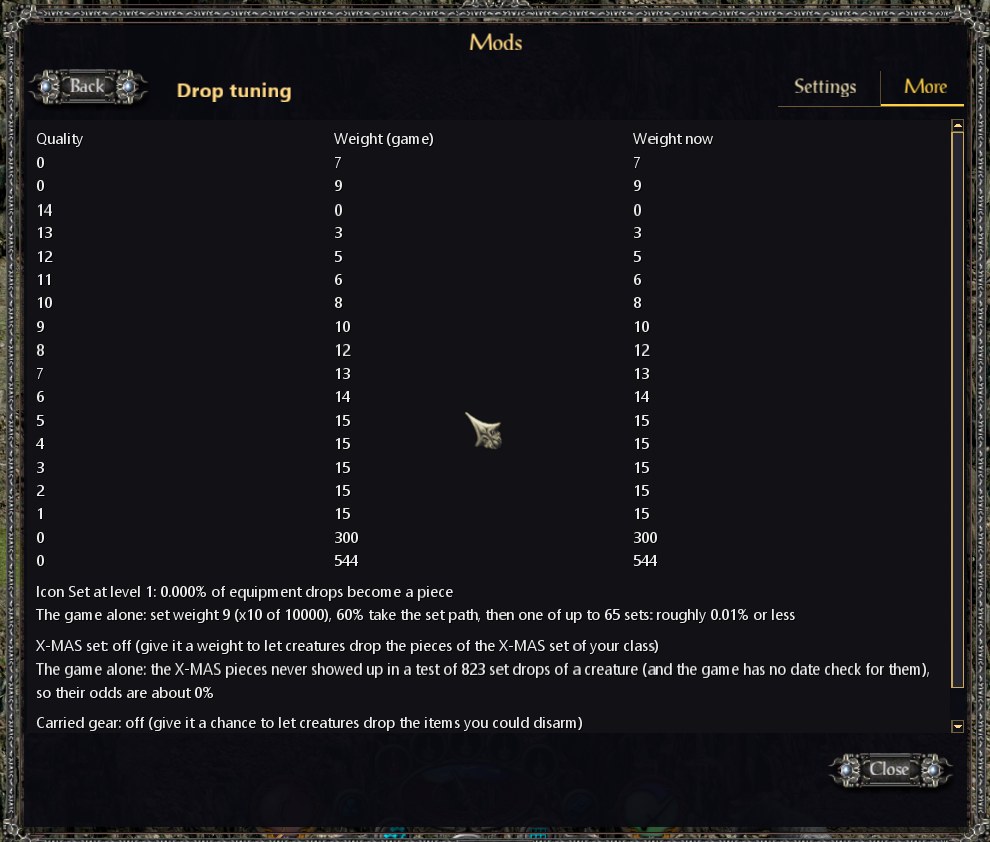 Mods
Back
Drop tuning
Settings
More
Quality Weight (game) Weight now
0 7 7
0 9 9
14 0 0
13 3 3
12 5 5
11 6 6
10 8 8
9 10 10
8 12 12
7 13 13
6 14 14
5 15 15
4 15 15
3 15 15
2 15 15
1 15 15
0 300 300
0 544 544
Icon Set at level 1: 0.000% of equipment drops become a piece
The game alone: set weight 9 (x10 of 10000), 60% take the set path, then one of up to 65 sets: roughly 0.01% or less
X-MAS set: off (give it a weight to let creatures drop the pieces of the X-MAS set of your class)
The game alone: the X-MAS pieces never showed up in a test of 823 set drops of a creature (and the game has no date check for them),
so their odds are about 0%
Carried gear: off (give it a chance to let creatures drop the items you could disarm)
Close